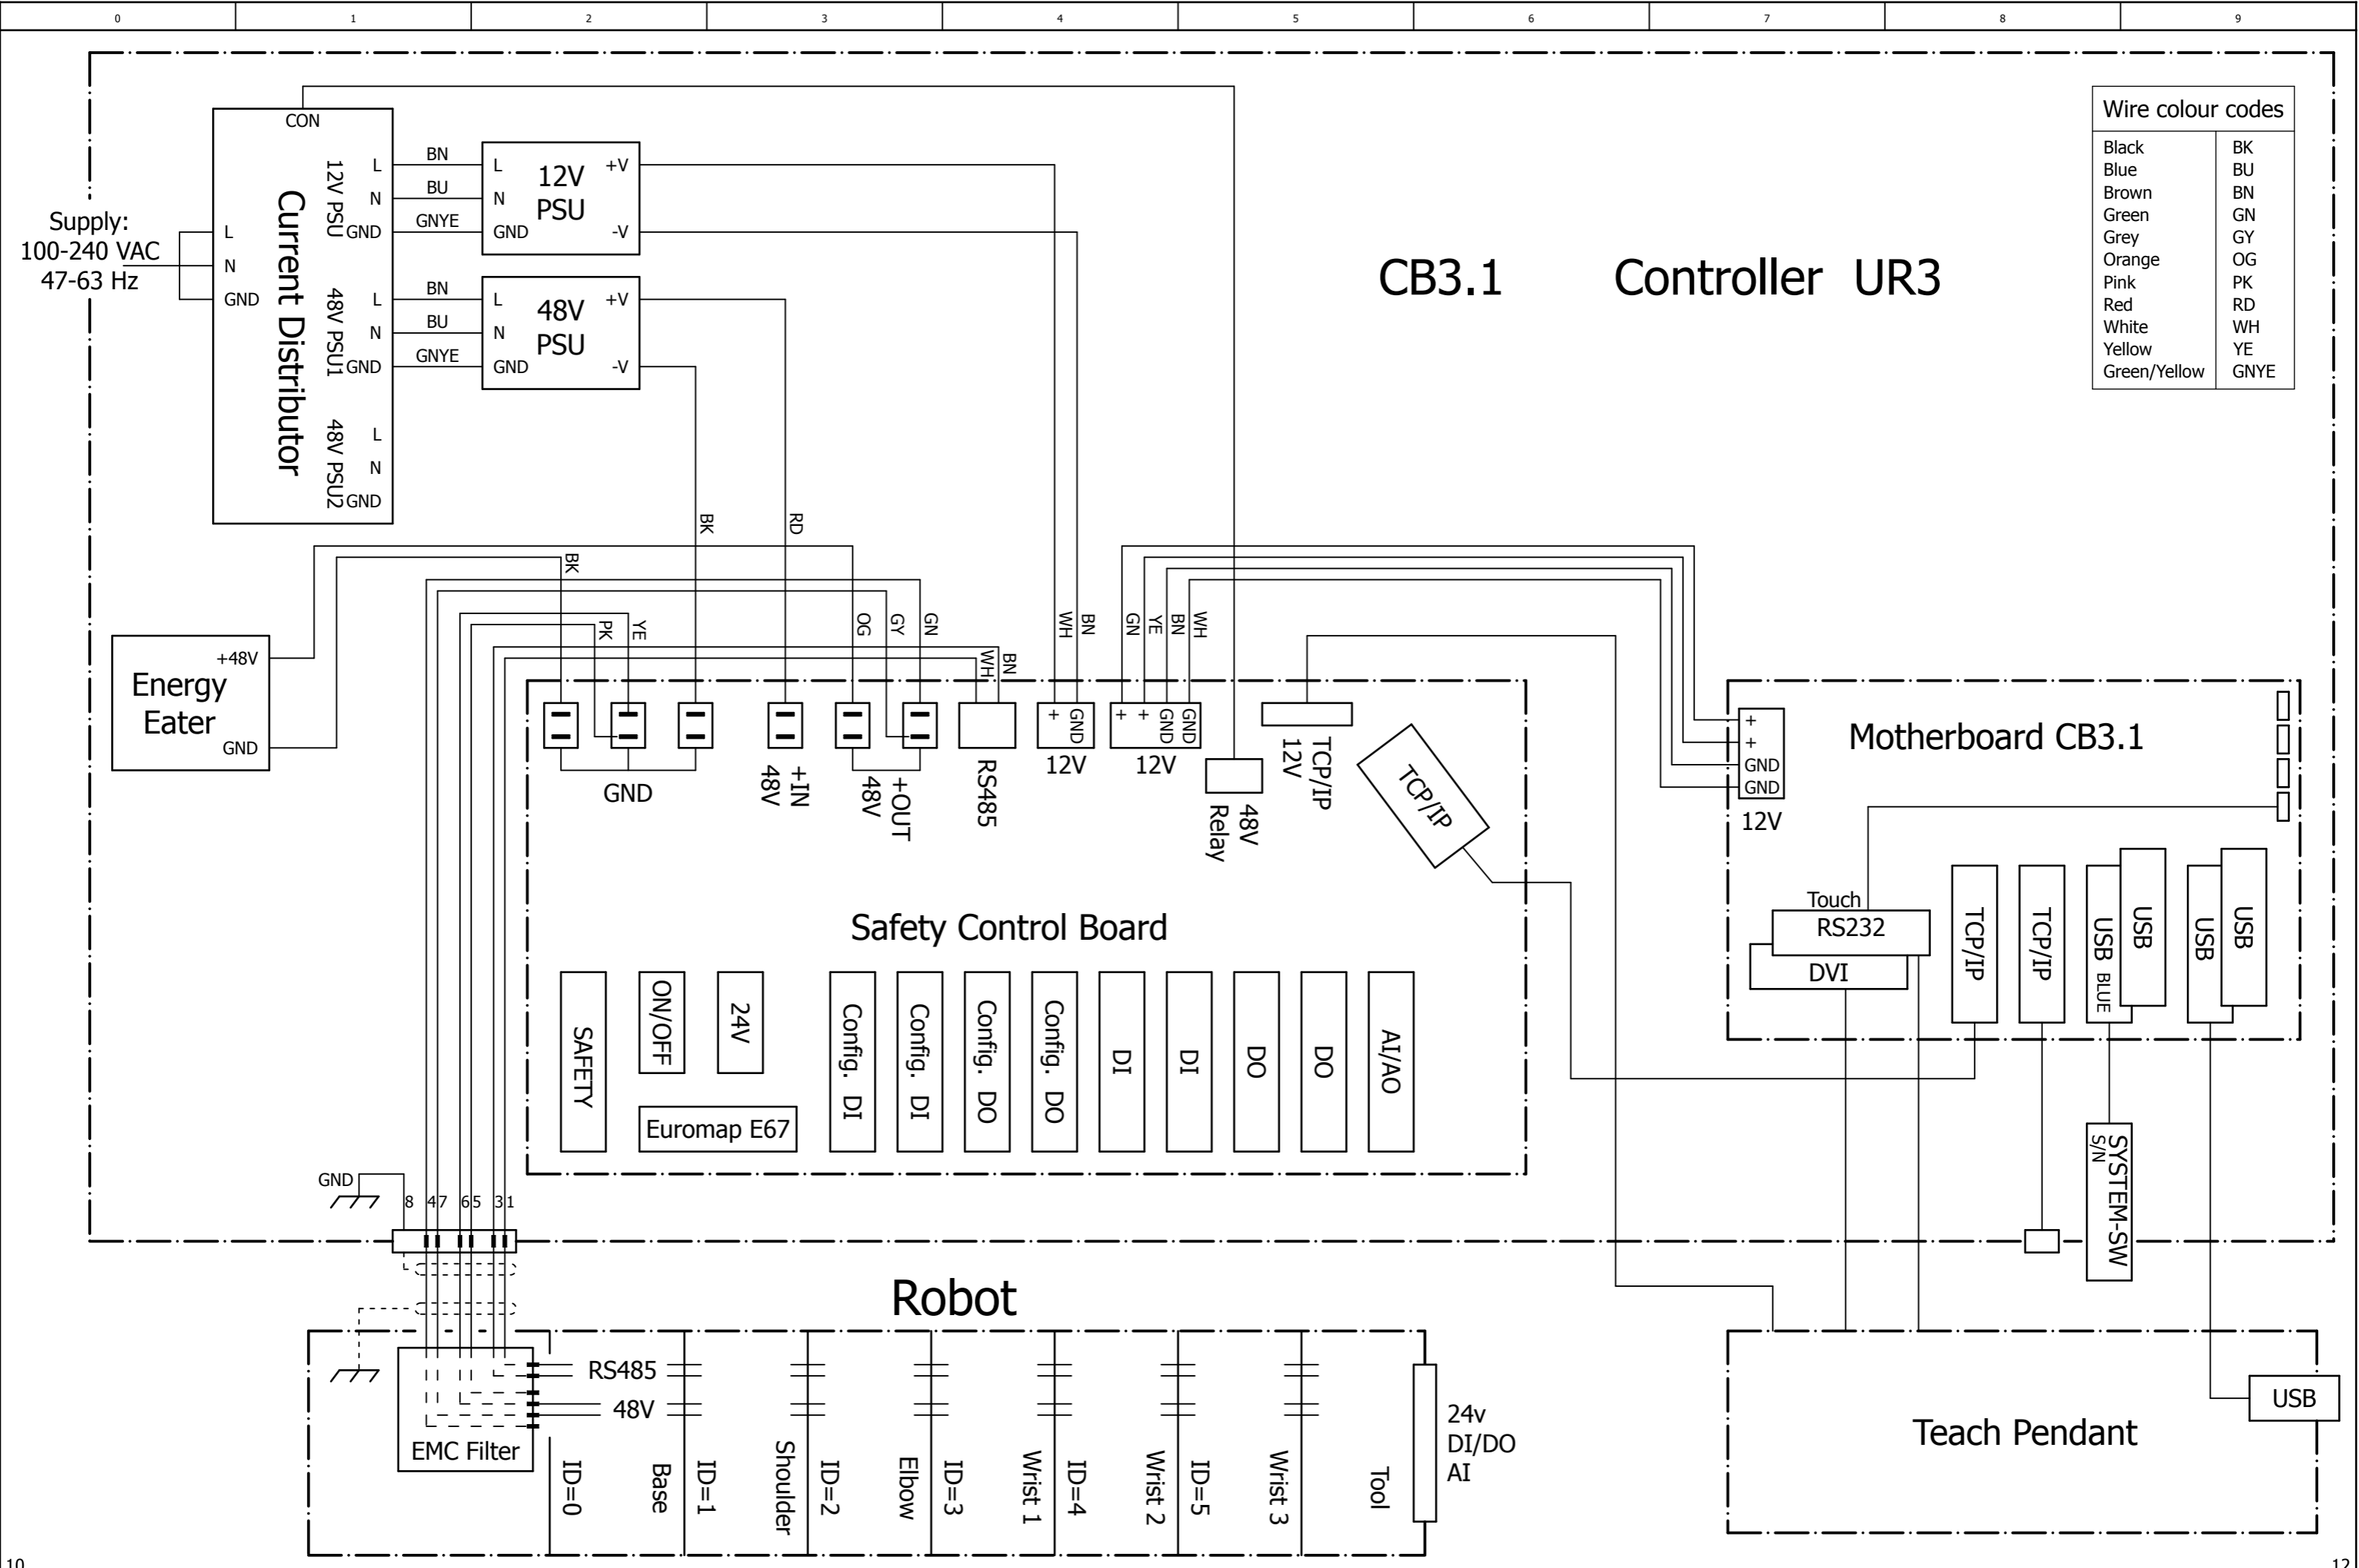 0 1 2 3 4 5 6 7 8 9
CB3.1 Controller UR3
Wire colour codes
Black BK
Blue BU
Brown BN
Green GN
Grey GY
Orange OG
Pink PK
Red RD
White WH
Yellow YE
Green/Yellow GNYE
Supply:
100-240 VAC
47-63 Hz
CON
L
N
GND
Current Distributor
12V PSU
L
N
GND
48V PSU1
L
N
GND
48V PSU2
L
N
GND
BN
BU
GNYE
L
N
GND
12V
PSU
+V
-V
BN
BU
GNYE
L
N
GND
48V
PSU
+V
-V
BK
RD
BK
PK
YE
OG
GY
GN
WH
BN
WH
BN
GN
YE
BN
WH
Energy
Eater
+48V
GND
GND
+IN
48V
+OUT
48V
RS485
+
GND
12V
+
+
GND
GND
12V
48V
Relay
TCP/IP
12V
TCP/IP
Safety Control Board
SAFETY
ON/OFF
24V
Euromap E67
Config. DI
Config. DI
Config. DO
Config. DO
DI
DI
DO
DO
AI/AO
Motherboard CB3.1
+
+
GND
GND
12V
Touch
RS232
DVI
TCP/IP
TCP/IP
USB BLUE
USB
USB
USB
SYSTEM-SW
S/N
GND
8 4 7 6 5 3 1
Robot
EMC Filter
RS485
48V
ID=0
Base
ID=1
Shoulder
ID=2
Elbow
ID=3
Wrist 1
ID=4
Wrist 2
ID=5
Wrist 3
Tool
24v
DI/DO
AI
Teach Pendant
USB
10
12